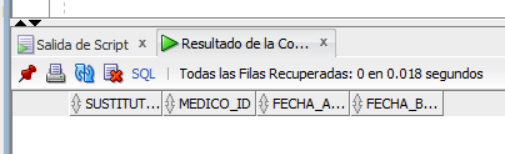 Salida de Script x Resultado de la Co... x
SQL | Todas las Filas Recuperadas: 0 en 0.018 segundos
SUSTITUT... MEDICO_ID FECHA_A... FECHA_B...